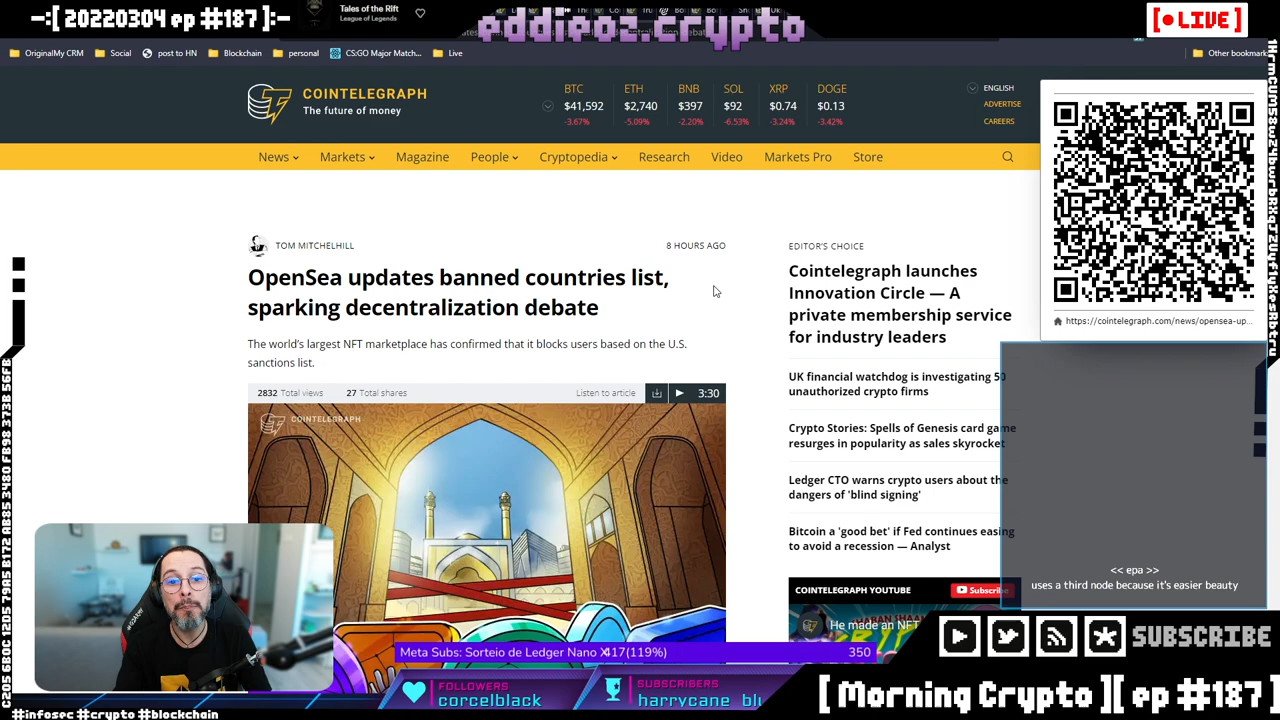 -:[ 20220304 ep #187 ]:-
Tales of the Rift
League of Legends
eddieoz.crypto
[ LIVE ]
OriginalMy CRM
Social
post to HN
Blockchain
personal
CS:GO Major Match...
Live
Other bookmark
COINTELEGRAPH
The future of money
BTC ETH BNB SOL XRP DOGE
$41,592 $2,740 $397 $92 $0.74 $0.13
-3.67% -5.09% -2.20% -6.53% -3.24% -3.42%
ENGLISH
ADVERTISE
CAREERS
News Markets Magazine People Cryptopedia Research Video Markets Pro Store
TOM MITCHELHILL
8 HOURS AGO
OpenSea updates banned countries list,
sparking decentralization debate
The world's largest NFT marketplace has confirmed that it blocks users based on the U.S.
sanctions list.
2832 Total views
27 Total shares
Listen to article
3:30
COINTELEGRAPH
EDITOR'S CHOICE
Cointelegraph launches
Innovation Circle — A
private membership service
for industry leaders
UK financial watchdog is investigating 50
unauthorized crypto firms
Crypto Stories: Spells of Genesis card game
resurges in popularity as sales skyrocket
Ledger CTO warns crypto users about the
dangers of 'blind signing'
Bitcoin a 'good bet' if Fed continues easing
to avoid a recession — Analyst
COINTELEGRAPH YOUTUBE
Subscribe
He made an NFT
https://cointelegraph.com/news/opensea-up...
<< epa >>
uses a third node because it's easier beauty
Meta Subs: Sorteio de Ledger Nano X
417(119%)
350
FOLLOWERS
corcelblack
SUBSCRIBERS
harrycane_bl
SUBSCRIBE
[ Morning Crypto ][ ep #187 ]
#infosec #crypto #blockchain